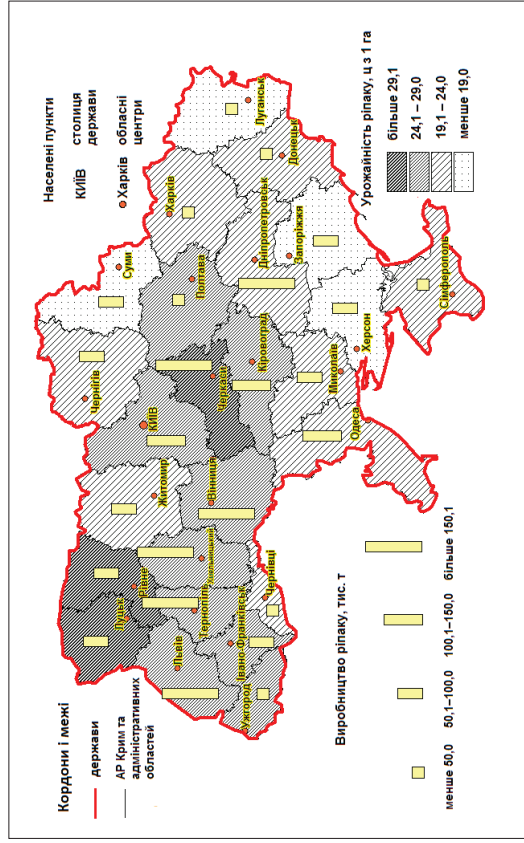 Кордони і межі
держави
АР Крим та
адміністративних
областей
Населені пункти
КИЇВ
столиця
держави
Харків
обласні
центри
Луцьк
Рівне
Житомир
КИЇВ
Чернігів
Суми
Львів
Тернопіль
Хмельницький
Вінниця
Черкаси
Полтава
Харків
Луганськ
Ужгород
Івано-Франківськ
Чернівці
Кіровоград
Дніпропетровськ
Донецьк
Запоріжжя
Миколаїв
Одеса
Херсон
Сімферополь
Виробництво ріпаку, тис. т
менше 50,0
50,1–100,0
100,1–150,0
більше 150,1
Урожайність ріпаку, ц з 1 га
більше 29,1
24,1 – 29,0
19,1 – 24,0
менше 19,0